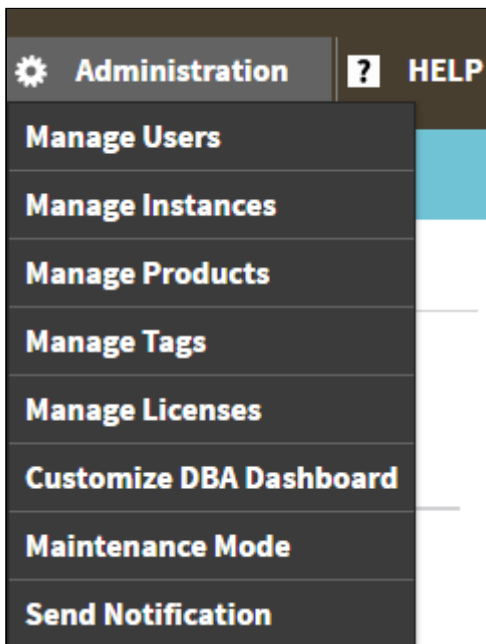 Administration ? HELP
Manage Users
Manage Instances
Manage Products
Manage Tags
Manage Licenses
Customize DBA Dashboard
Maintenance Mode
Send Notification